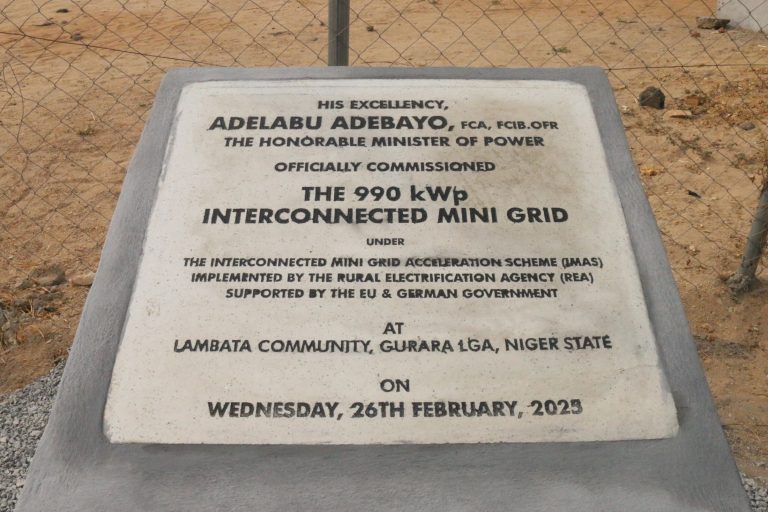 HIS EXCELLENCY,
ADELABU ADEBAYO, FCA, FCIB.OFR
THE HONORABLE MINISTER OF POWER
OFFICIALLY COMMISSIONED
THE 990 kWp
INTERCONNECTED MINI GRID
UNDER
THE INTERCONNECTED MINI GRID ACCELERATION SCHEME (IMAS)
IMPLEMENTED BY THE RURAL ELECTRIFICATION AGENCY (REA)
SUPPORTED BY THE EU & GERMAN GOVERNMENT
AT
LAMBATA COMMUNITY, GURARA LGA, NIGER STATE
ON
WEDNESDAY, 26TH FEBRUARY, 2025